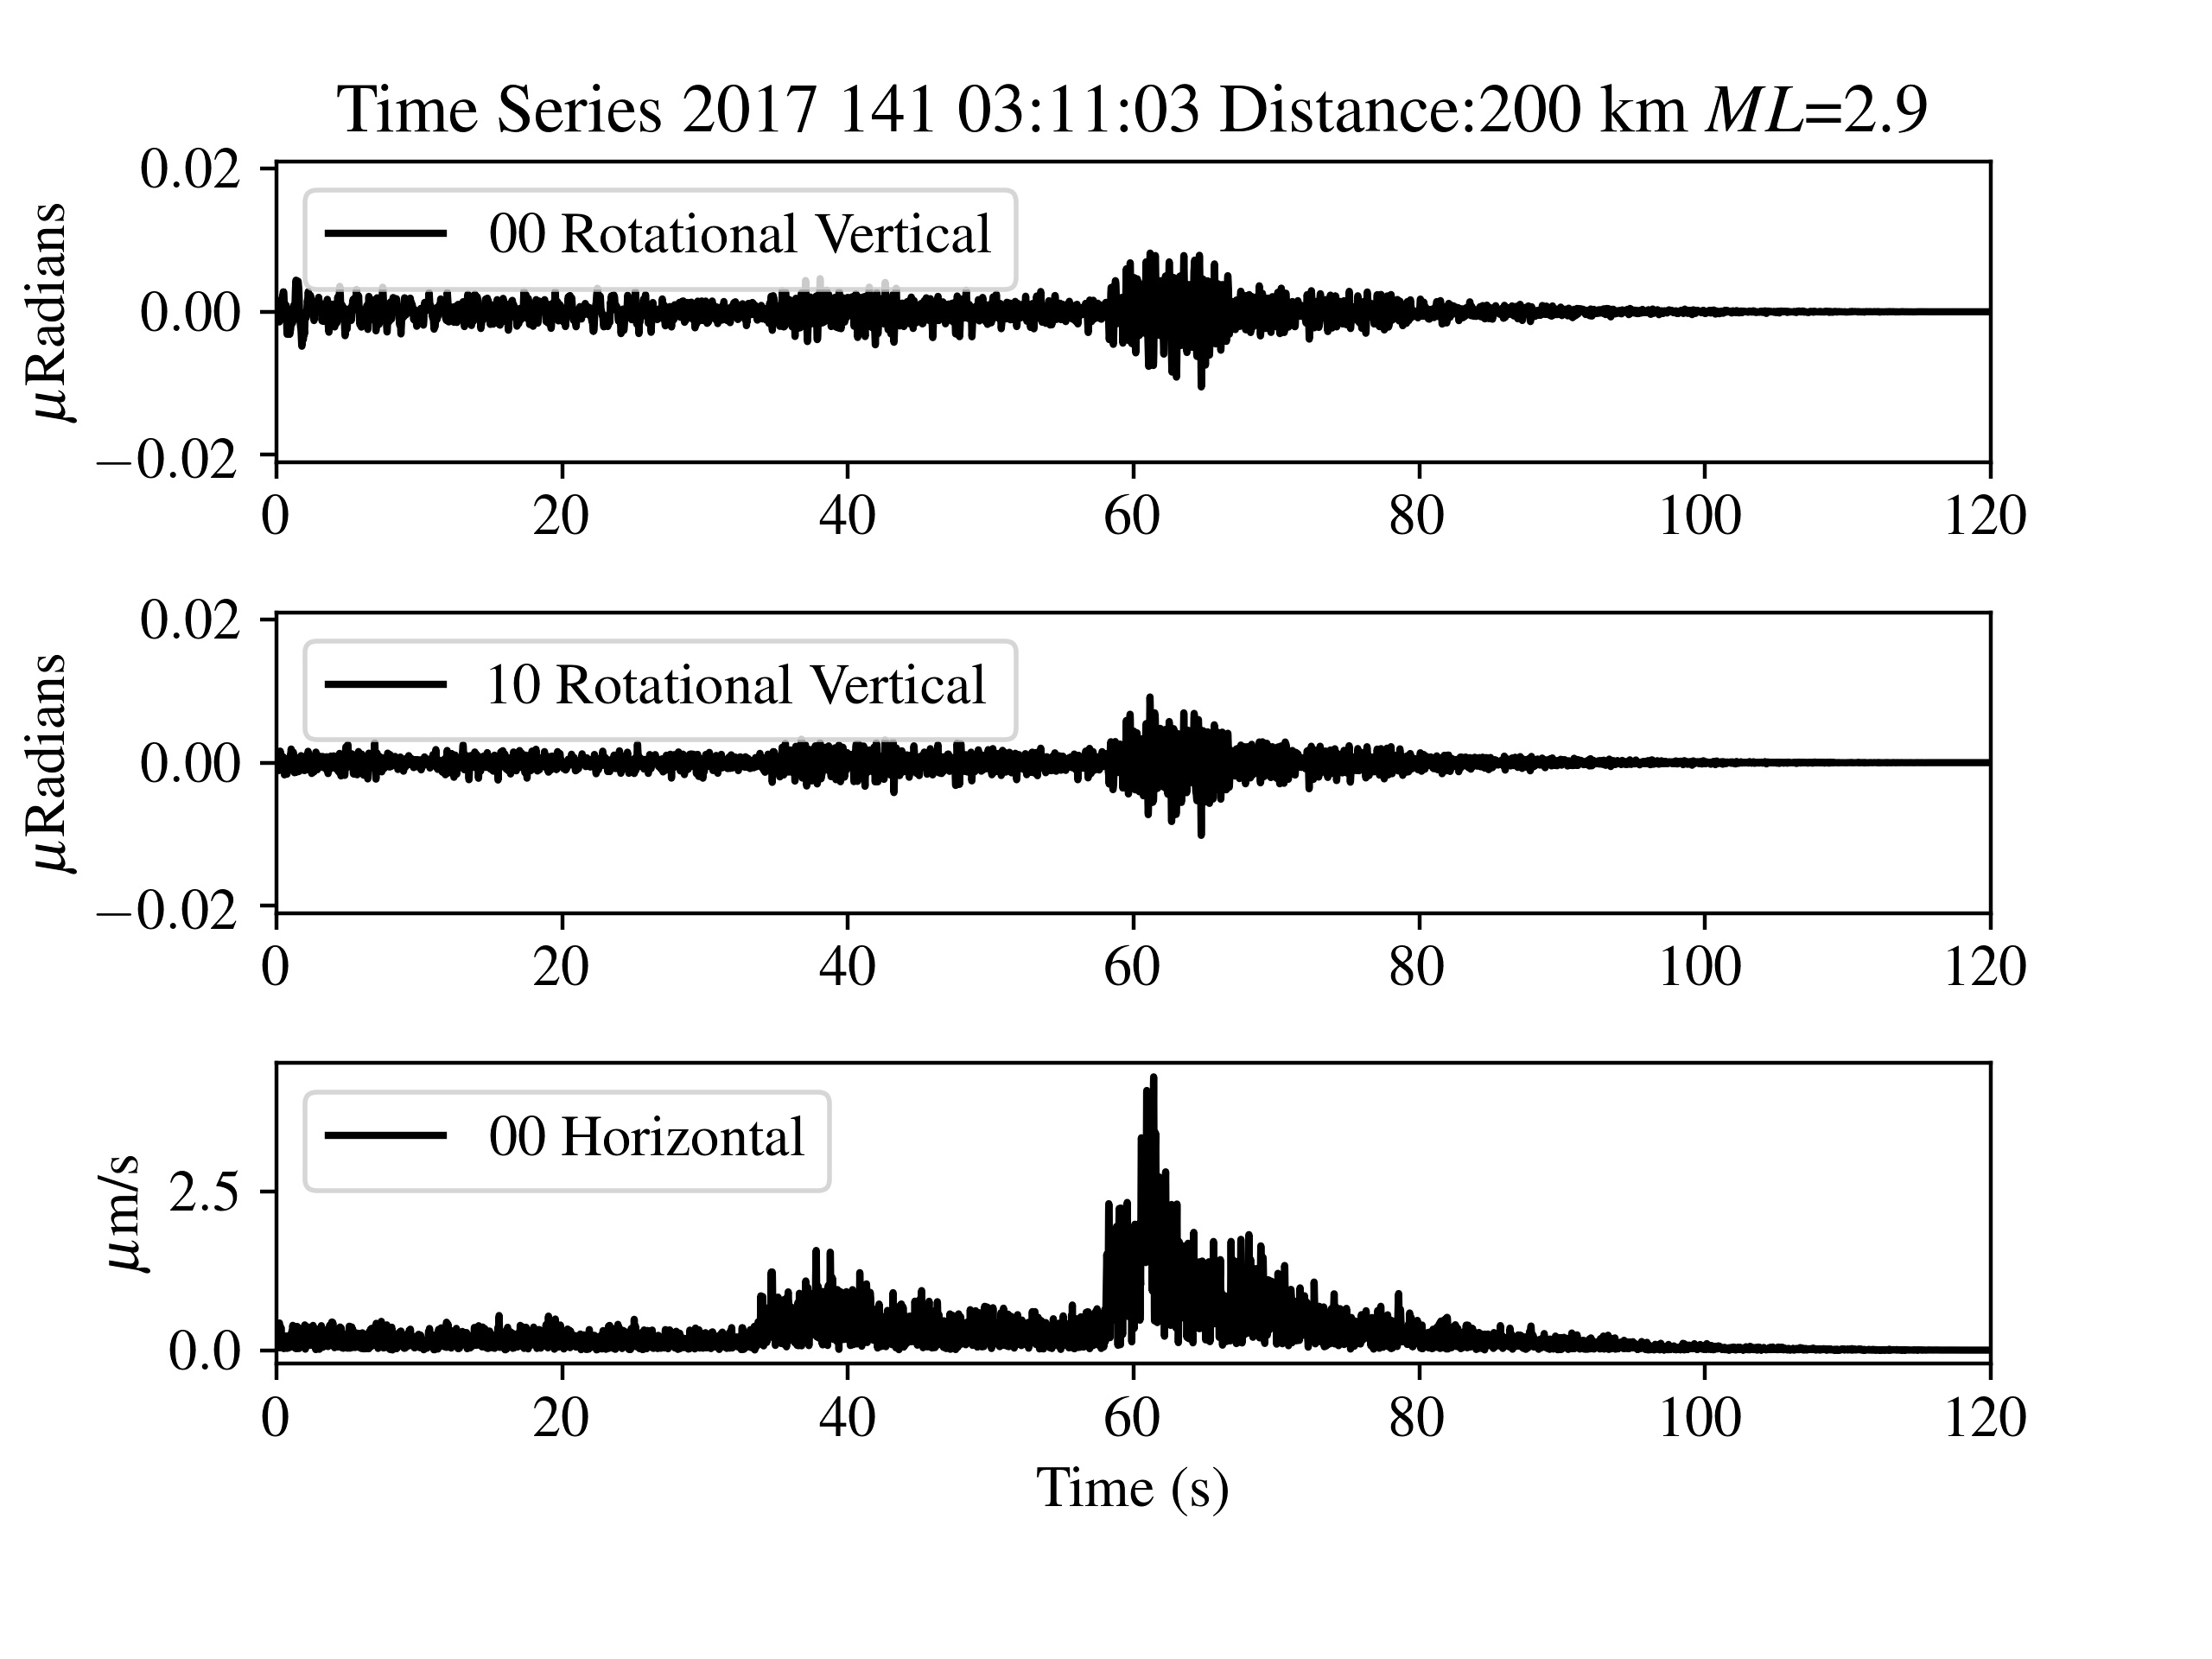 Time Series 2017 141 03:11:03 Distance:200 km ML=2.9
0.02
0.00
−0.02
μRadians
00 Rotational Vertical
0 20 40 60 80 100 120
0.02
0.00
−0.02
μRadians
10 Rotational Vertical
0 20 40 60 80 100 120
2.5
0.0
μm/s
00 Horizontal
0 20 40 60 80 100 120
Time (s)